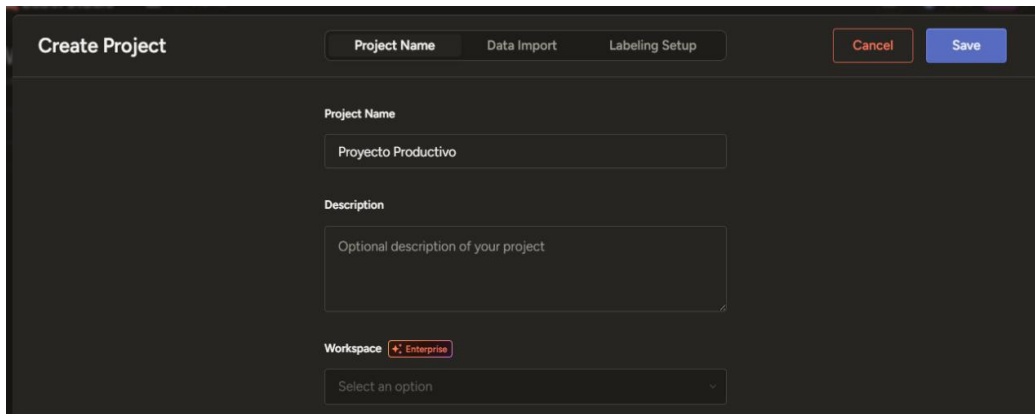 Create Project
Project Name
Data Import
Labeling Setup
Cancel
Save
Project Name
Proyecto Productivo
Description
Optional description of your project
Workspace
Enterprise
Select an option